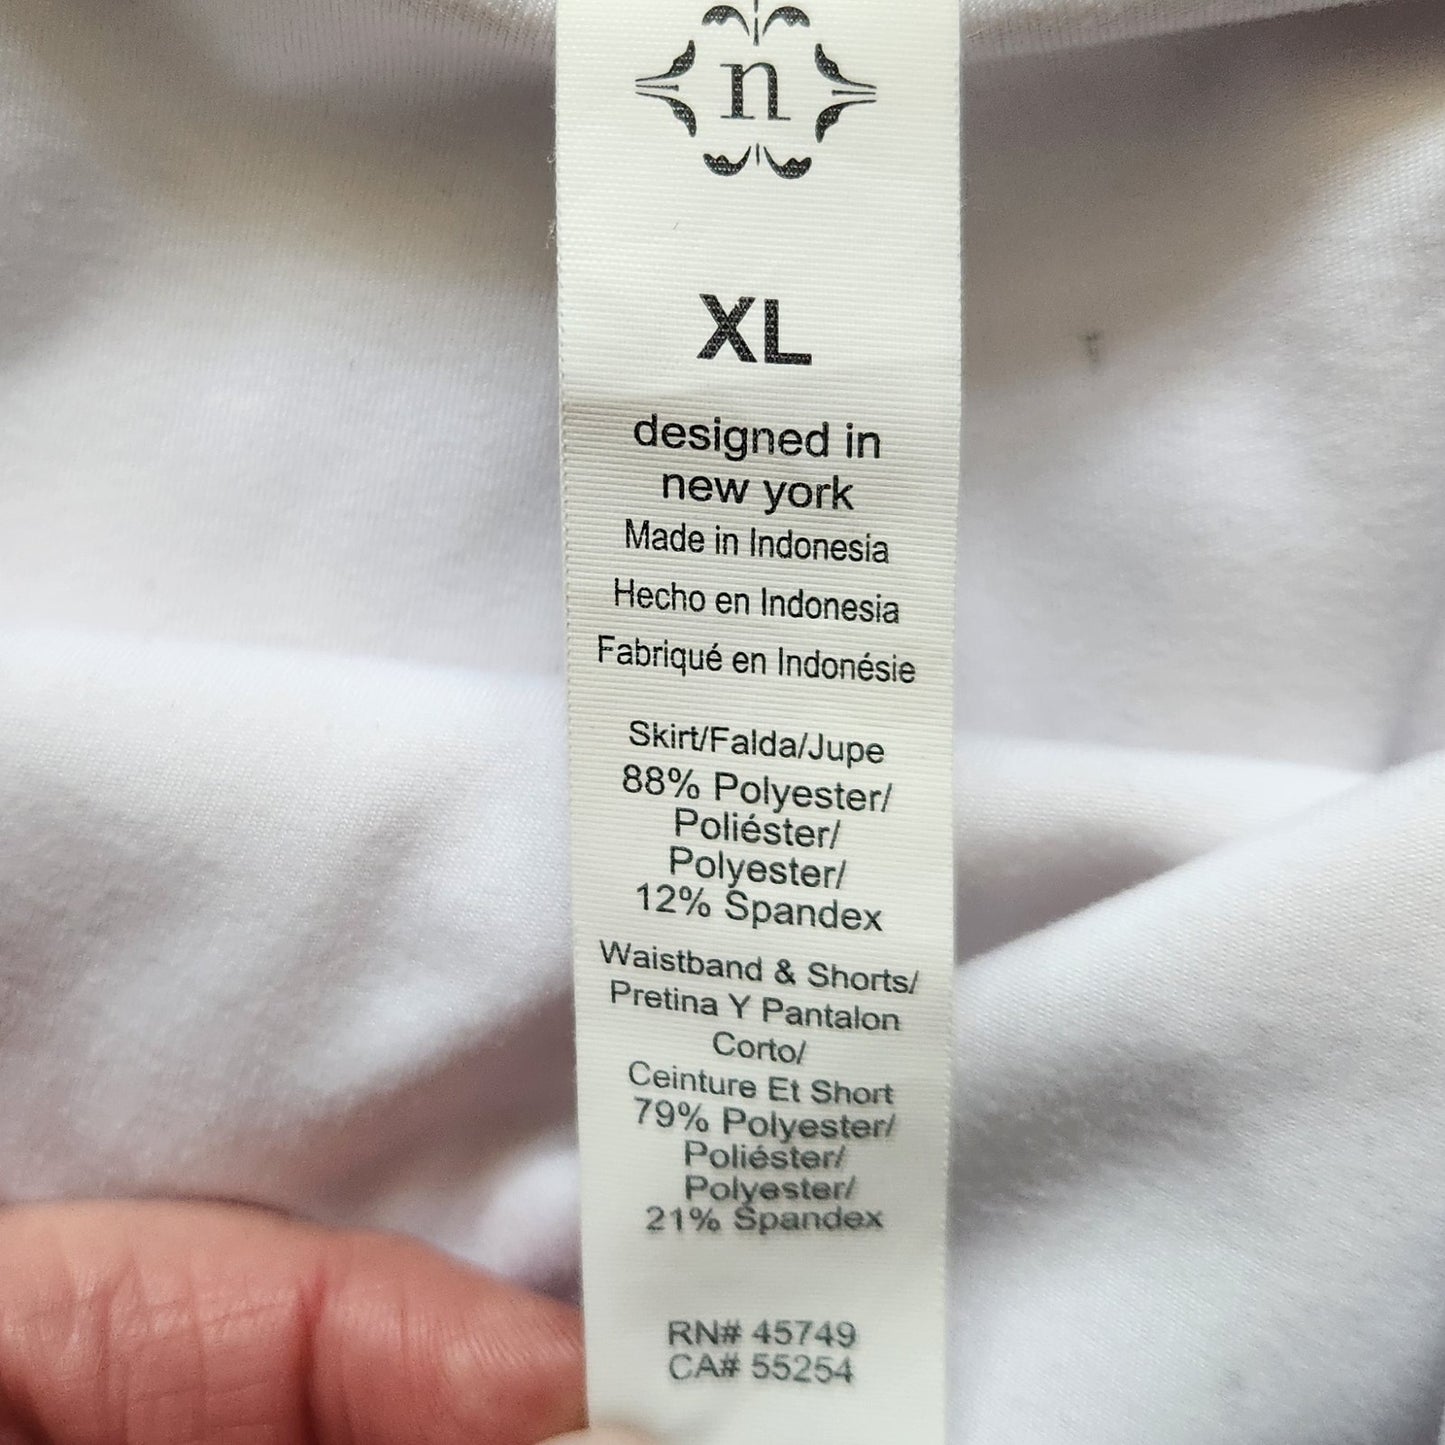 n
XL
designed in
new york
Made in Indonesia
Hecho en Indonesia
Fabriqué en Indonésie
Skirt/Falda/Jupe
88% Polyester/
Poliéster/
Polyester/
12% Spandex
Waistband & Shorts/
Pretina Y Pantalon
Corto/
Ceinture Et Short
79% Polyester/
Poliéster/
Polyester/
21% Spandex
RN# 45749
CA# 55254